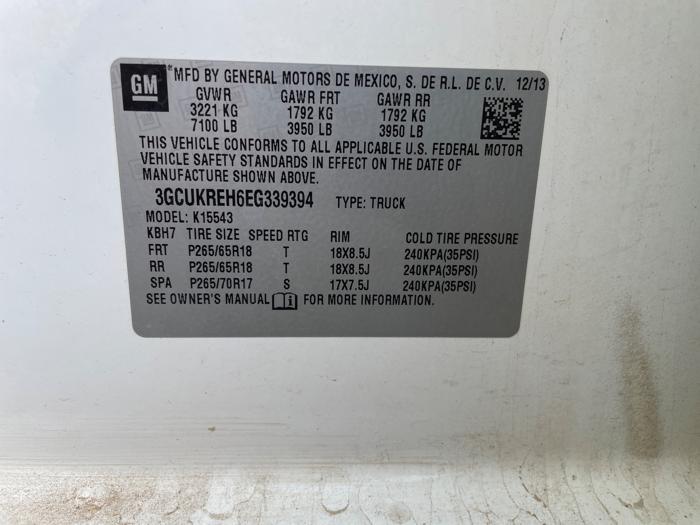 GM *MFD BY GENERAL MOTORS DE MEXICO, S. DE R.L. DE C.V. 12/13
GVWR GAWR FRT GAWR RR
3221 KG 1792 KG 1792 KG
7100 LB 3950 LB 3950 LB
THIS VEHICLE CONFORMS TO ALL APPLICABLE U.S. FEDERAL MOTOR
VEHICLE SAFETY STANDARDS IN EFFECT ON THE DATE OF
MANUFACTURE SHOWN ABOVE.
3GCUKREH6EG339394 TYPE: TRUCK
MODEL: K15543
KBH7 TIRE SIZE SPEED RTG RIM COLD TIRE PRESSURE
FRT P265/65R18 T 18X8.5J 240KPA(35PSI)
RR P265/65R18 T 18X8.5J 240KPA(35PSI)
SPA P265/70R17 S 17X7.5J 240KPA(35PSI)
SEE OWNER'S MANUAL FOR MORE INFORMATION.